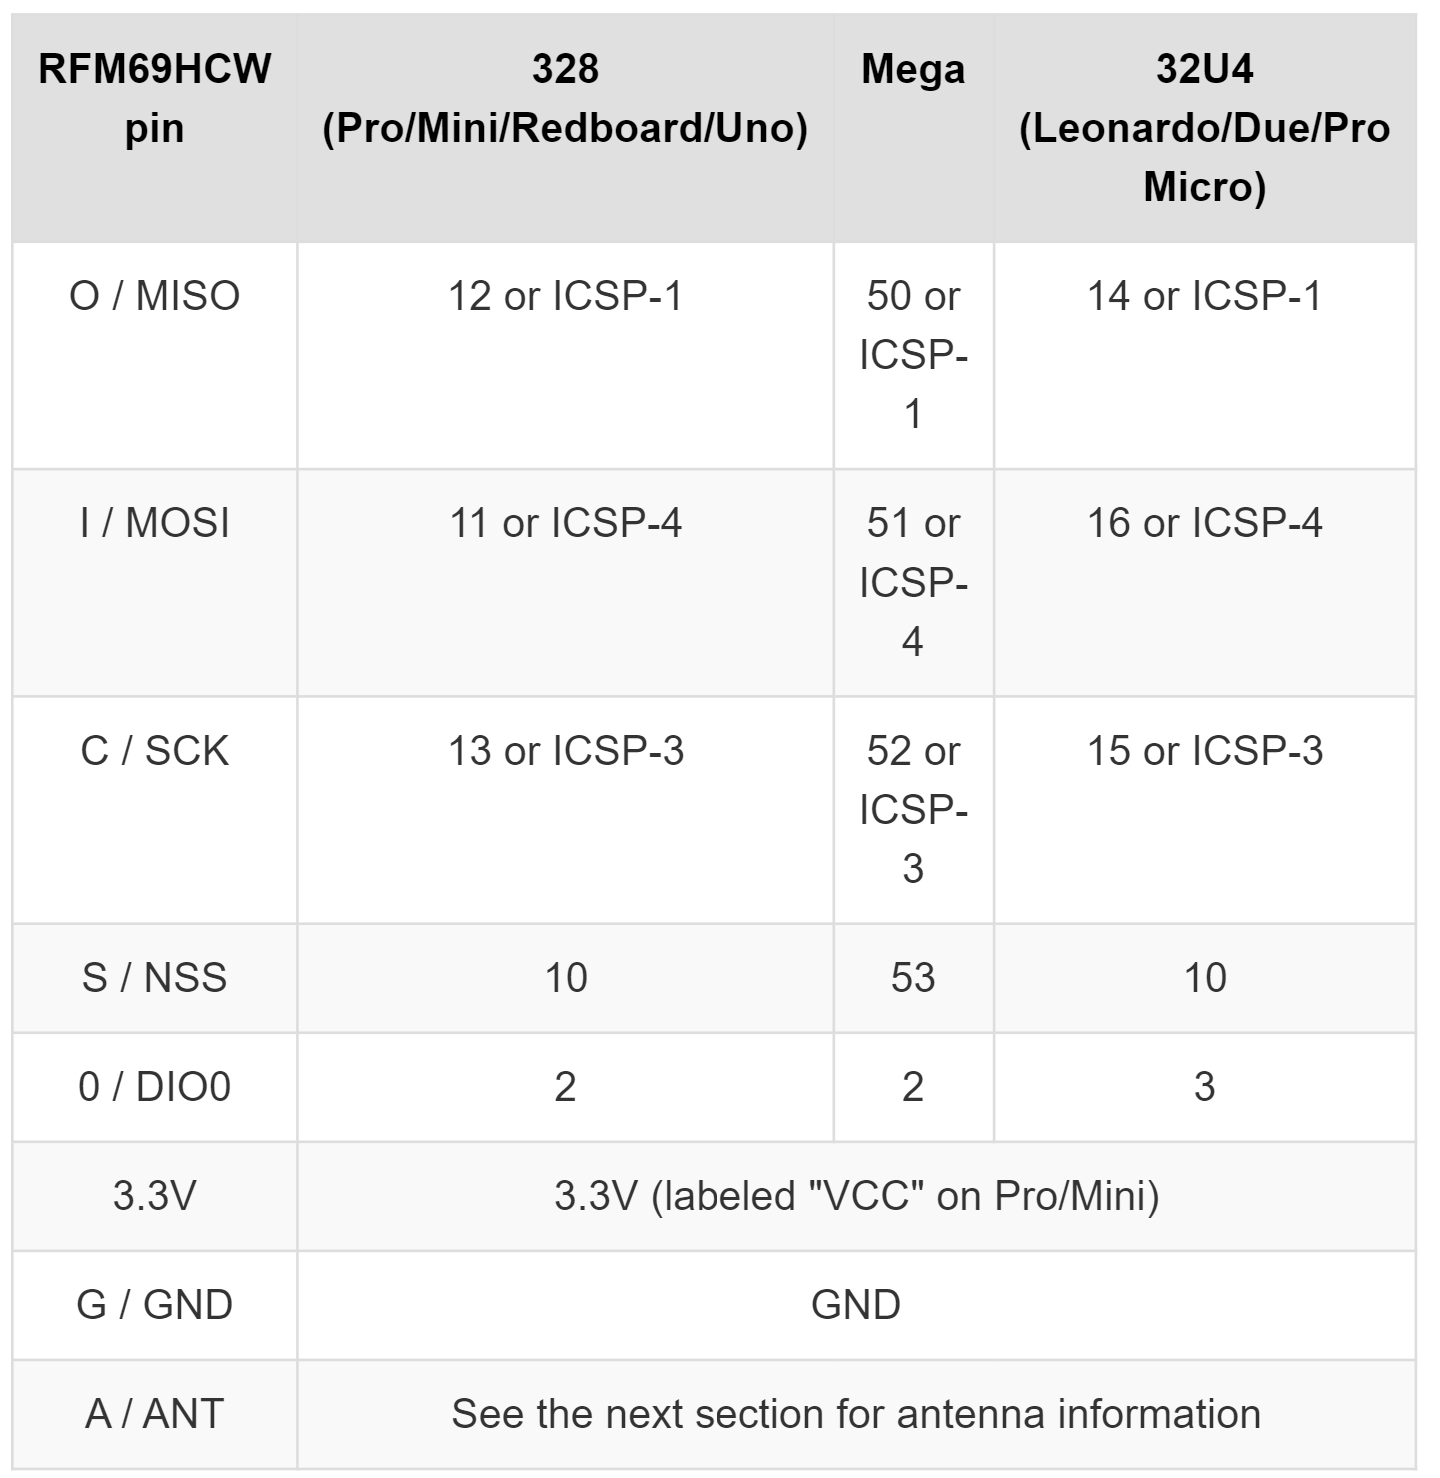 RFM69HCW
pin
328
(Pro/Mini/Redboard/Uno)
Mega
32U4
(Leonardo/Due/Pro
Micro)
O / MISO
12 or ICSP-1
50 or
ICSP-
1
14 or ICSP-1
I / MOSI
11 or ICSP-4
51 or
ICSP-
4
16 or ICSP-4
C / SCK
13 or ICSP-3
52 or
ICSP-
3
15 or ICSP-3
S / NSS
10
53
10
0 / DIO0
2
2
3
3.3V
3.3V (labeled "VCC" on Pro/Mini)
G / GND
GND
A / ANT
See the next section for antenna information